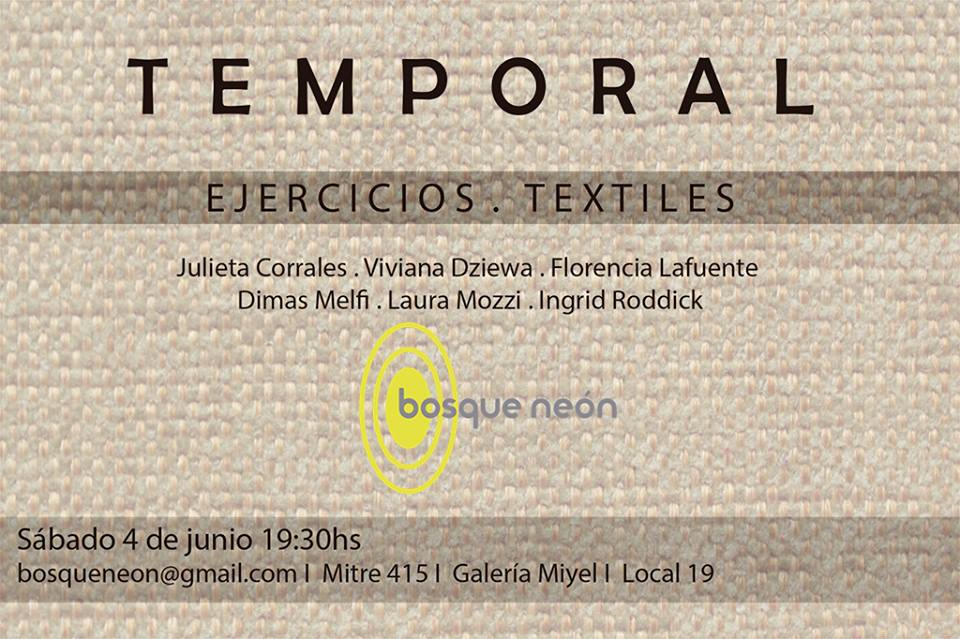 TEMPORAL
EJERCICIOS . TEXTILES
Julieta Corrales . Viviana Dziewa . Florencia Lafuente
Dimas Melfi . Laura Mozzi . Ingrid Roddick
bosque neón
Sábado 4 de junio 19:30hs
bosqueneon@gmail.com I Mitre 415 I Galería Miyel I Local 19